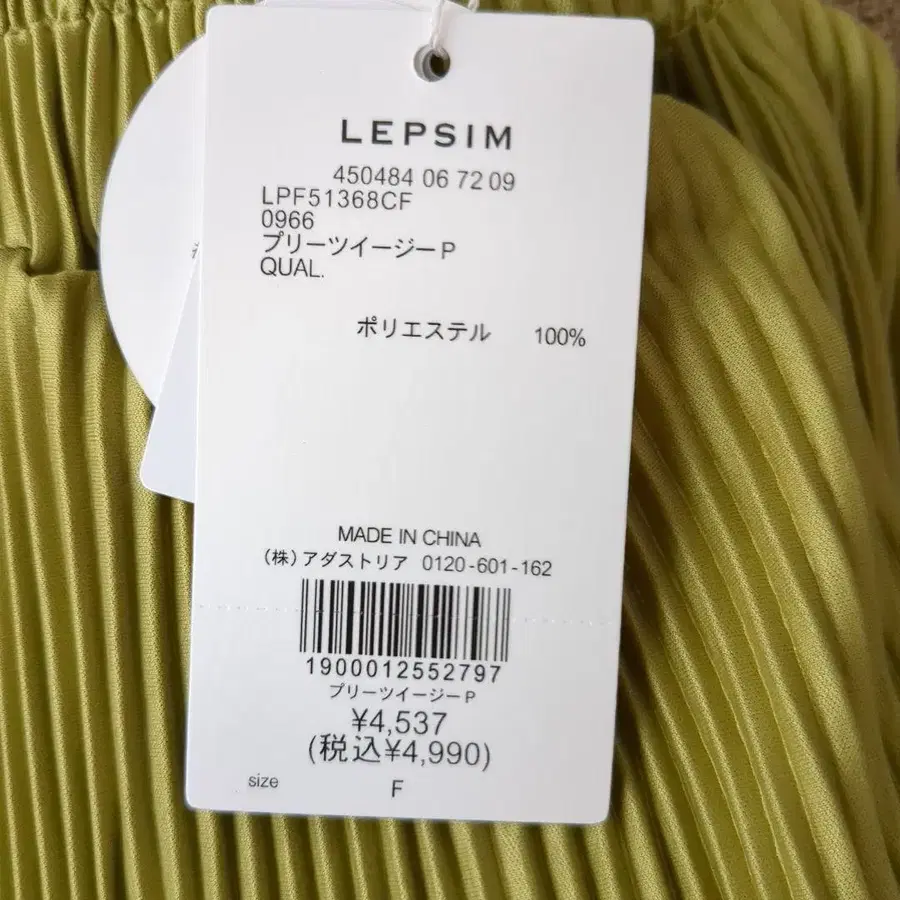 LEPSIM
450484 06 72 09
LPF51368CF
0966
プリーツイージーP
QUAL.
ポリエステル 100%
MADE IN CHINA
(株)アダストリア 0120-601-162
1900012552797
プリーツイージーP
¥4,537
(税込¥4,990)
size F